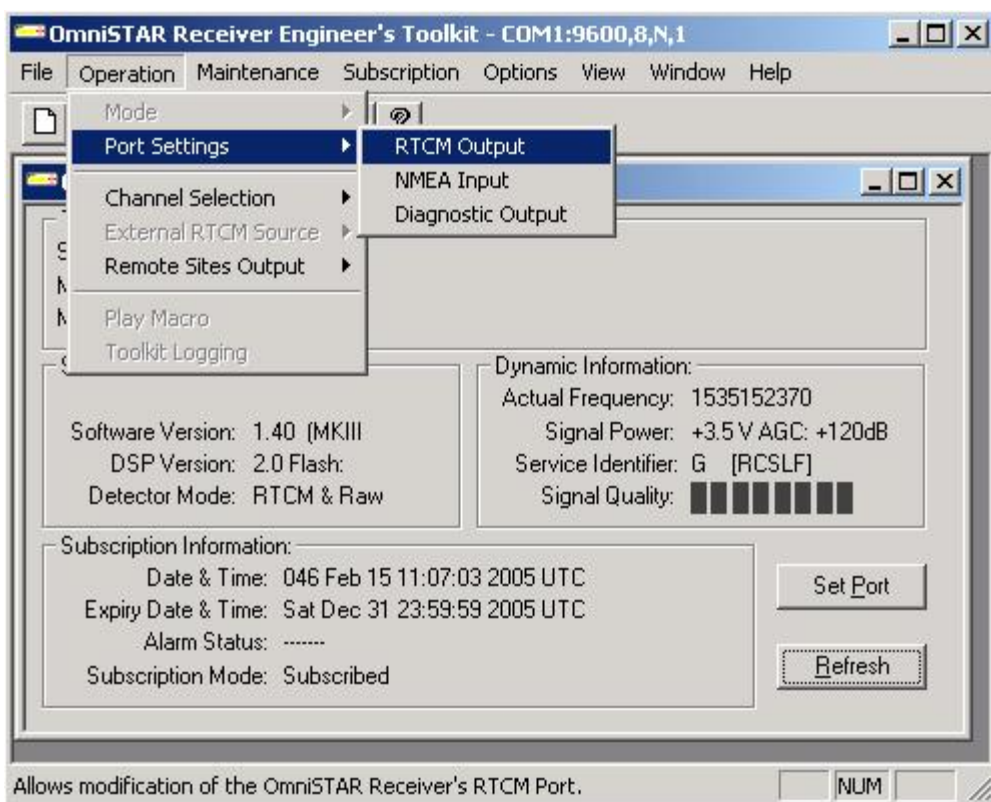 OmniSTAR Receiver Engineer's Toolkit - COM1:9600,8,N,1
File Operation Maintenance Subscription Options View Window Help
Mode
Port Settings
RTCM Output
NMEA Input
Diagnostic Output
Channel Selection
External RTCM Source
Remote Sites Output
Play Macro
Toolkit Logging
Software Version: 1.40 (MKIII
DSP Version: 2.0 Flash:
Detector Mode: RTCM & Raw
Dynamic Information:
Actual Frequency: 1535152370
Signal Power: +3.5 V AGC: +120dB
Service Identifier: G [RCSLF]
Signal Quality:
Subscription Information:
Date & Time: 046 Feb 15 11:07:03 2005 UTC
Expiry Date & Time: Sat Dec 31 23:59:59 2005 UTC
Alarm Status: -------
Subscription Mode: Subscribed
Set Port
Refresh
Allows modification of the OmniSTAR Receiver's RTCM Port.
NUM